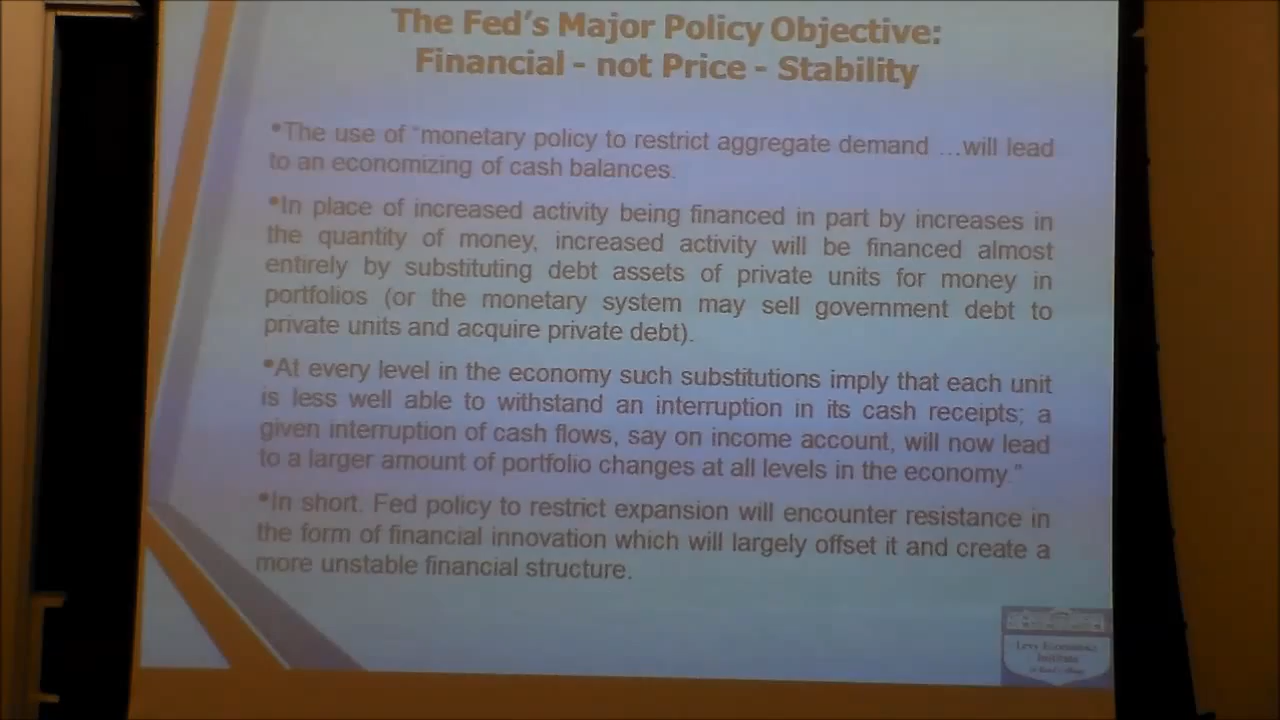 The Fed's Major Policy Objective:
Financial - not Price - Stability
•The use of "monetary policy to restrict aggregate demand …will lead
to an economizing of cash balances.
•In place of increased activity being financed in part by increases in
the quantity of money, increased activity will be financed almost
entirely by substituting debt assets of private units for money in
portfolios (or the monetary system may sell government debt to
private units and acquire private debt).
•At every level in the economy such substitutions imply that each unit
is less well able to withstand an interruption in its cash receipts; a
given interruption of cash flows, say on income account, will now lead
to a larger amount of portfolio changes at all levels in the economy."
•In short. Fed policy to restrict expansion will encounter resistance in
the form of financial innovation which will largely offset it and create a
more unstable financial structure.
Levy Economics
Institute